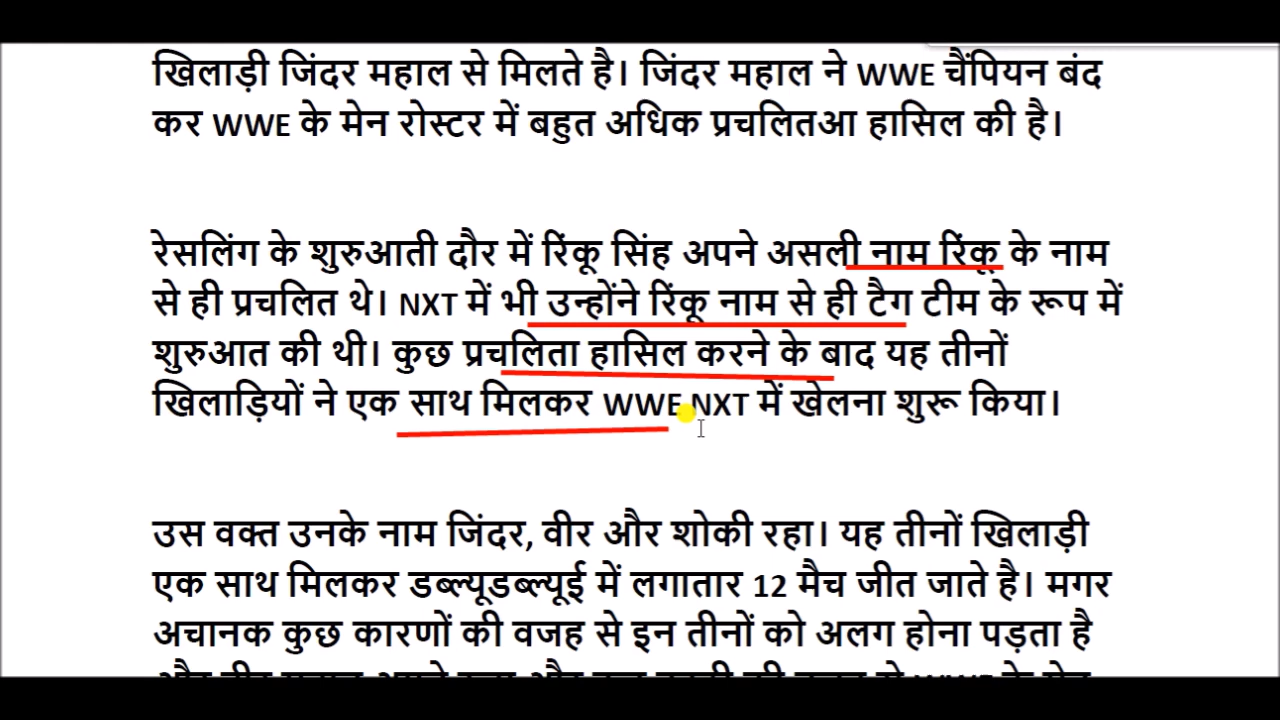 खिलाड़ी जिंदर महाल से मिलते है। जिंदर महाल ने WWE चैंपियन बंद
कर WWE के मेन रोस्टर में बहुत अधिक प्रचलितआ हासिल की है।
रेसलिंग के शुरुआती दौर में रिंकू सिंह अपने असली नाम रिंकू के नाम
से ही प्रचलित थे। NXT में भी उन्होंने रिंकू नाम से ही टैग टीम के रूप में
शुरुआत की थी। कुछ प्रचलिता हासिल करने के बाद यह तीनों
खिलाड़ियों ने एक साथ मिलकर WWE NXT में खेलना शुरू किया।
उस वक्त उनके नाम जिंदर, वीर और शोकी रहा। यह तीनों खिलाड़ी
एक साथ मिलकर डब्ल्यूडब्ल्यूई में लगातार 12 मैच जीत जाते है। मगर
अचानक कुछ कारणों की वजह से इन तीनों को अलग होना पड़ता है